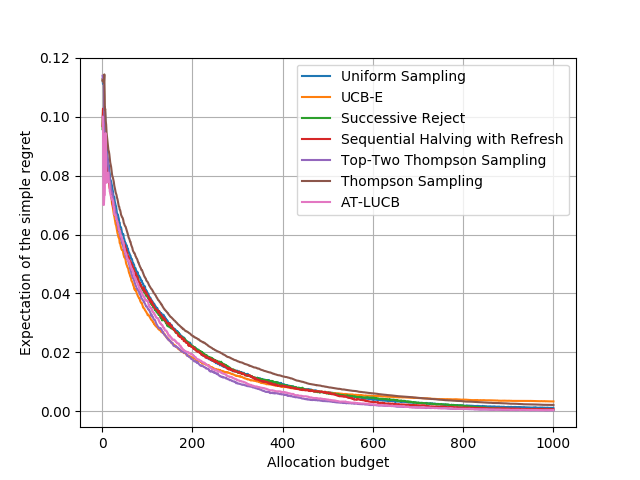 0.12
0.10
0.08
0.06
0.04
0.02
0.00
Expectation of the simple regret
Uniform Sampling
UCB-E
Successive Reject
Sequential Halving with Refresh
Top-Two Thompson Sampling
Thompson Sampling
AT-LUCB
0 200 400 600 800 1000
Allocation budget